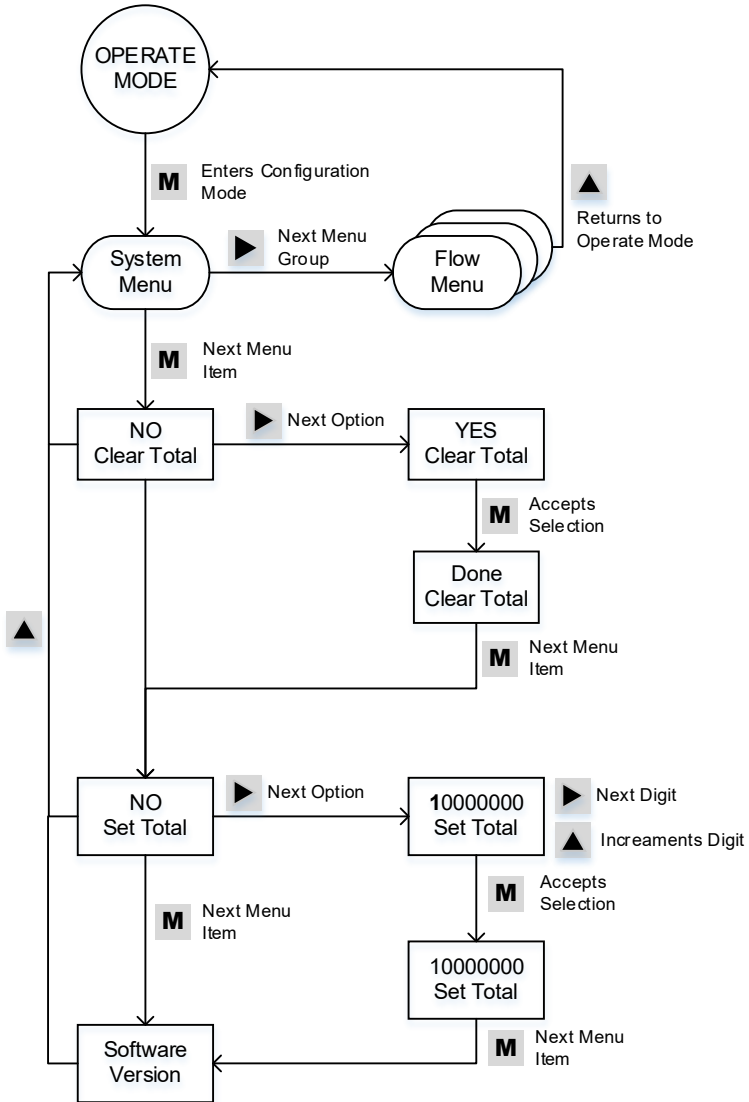 OPERATE
MODE
M
Enters Configuration
Mode
System
Menu
Next Menu
Group
Flow
Menu
Returns to
Operate Mode
M
Next Menu
Item
NO
Clear Total
Next Option
YES
Clear Total
M
Accepts
Selection
Done
Clear Total
M
Next Menu
Item
NO
Set Total
Next Option
10000000
Set Total
Next Digit
Increaments Digit
M
Next Menu
Item
M
Accepts
Selection
10000000
Set Total
Software
Version
M
Next Menu
Item